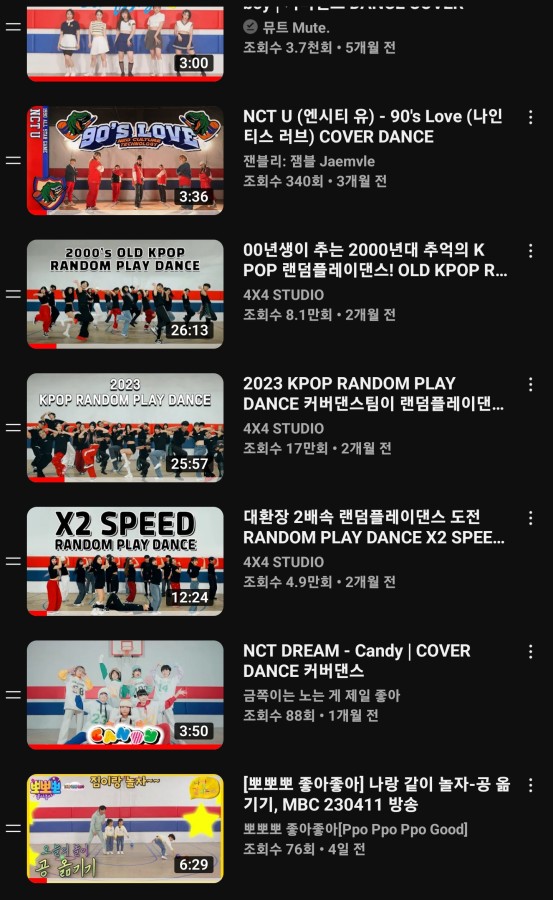 뮤트 Mute.
조회수 3.7천회 • 5개월 전
3:00
NCT U
90'S LOVE
NEO CULTURE TECHNOLOGY
3:36
NCT U (엔시티 유) - 90's Love (나인
티스 러브) COVER DANCE
잰블리: 잼블 Jaemvle
조회수 340회 • 3개월 전
2000's OLD KPOP
RANDOM PLAY DANCE
26:13
00년생이 추는 2000년대 추억의 K
POP 랜덤플레이댄스! OLD KPOP R...
4X4 STUDIO
조회수 8.1만회 • 2개월 전
2023
KPOP RANDOM PLAY DANCE
25:57
2023 KPOP RANDOM PLAY
DANCE 커버댄스팀이 랜덤플레이댄...
4X4 STUDIO
조회수 17만회 • 2개월 전
X2 SPEED
RANDOM PLAY DANCE
12:24
대환장 2배속 랜덤플레이댄스 도전
RANDOM PLAY DANCE X2 SPEE...
4X4 STUDIO
조회수 4.9만회 • 2개월 전
CANDY
3:50
NCT DREAM - Candy | COVER
DANCE 커버댄스
금쪽이는 노는 게 제일 좋아
조회수 88회 • 1개월 전
뽀뽀뽀
짐이랑 놀자~~
공 옮기기
6:29
[뽀뽀뽀 좋아좋아] 나랑 같이 놀자-공 옮
기기, MBC 230411 방송
뽀뽀뽀 좋아좋아[Ppo Ppo Ppo Good]
조회수 76회 • 4일 전